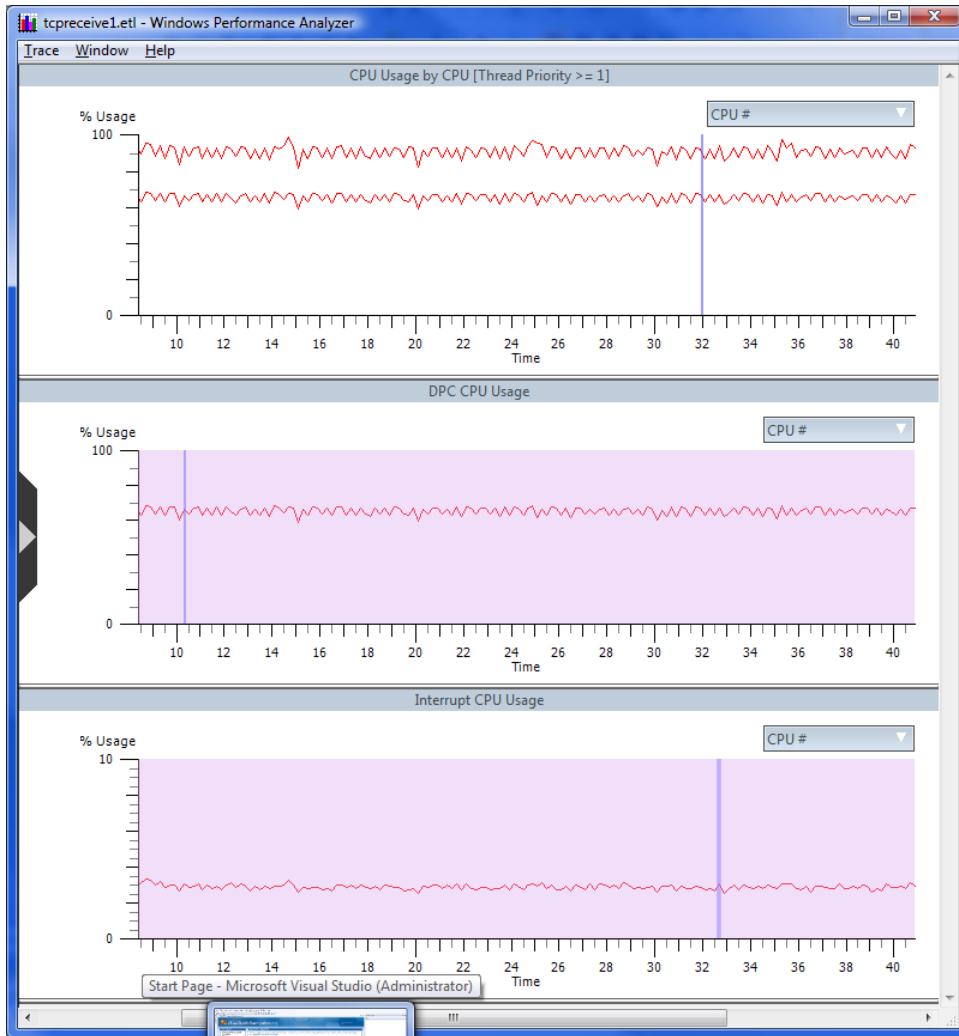 tcpreceive1.etl - Windows Performance Analyzer
Trace Window Help
CPU Usage by CPU [Thread Priority >= 1]
% Usage
CPU #
100
0
10 12 14 16 18 20 22 24 26 28 30 32 34 36 38 40
Time
DPC CPU Usage
% Usage
CPU #
100
0
10 12 14 16 18 20 22 24 26 28 30 32 34 36 38 40
Time
Interrupt CPU Usage
% Usage
CPU #
10
0
10 12 14 16 18 20 22 24 26 28 30 32 34 36 38 40
Time
Start Page - Microsoft Visual Studio (Administrator)